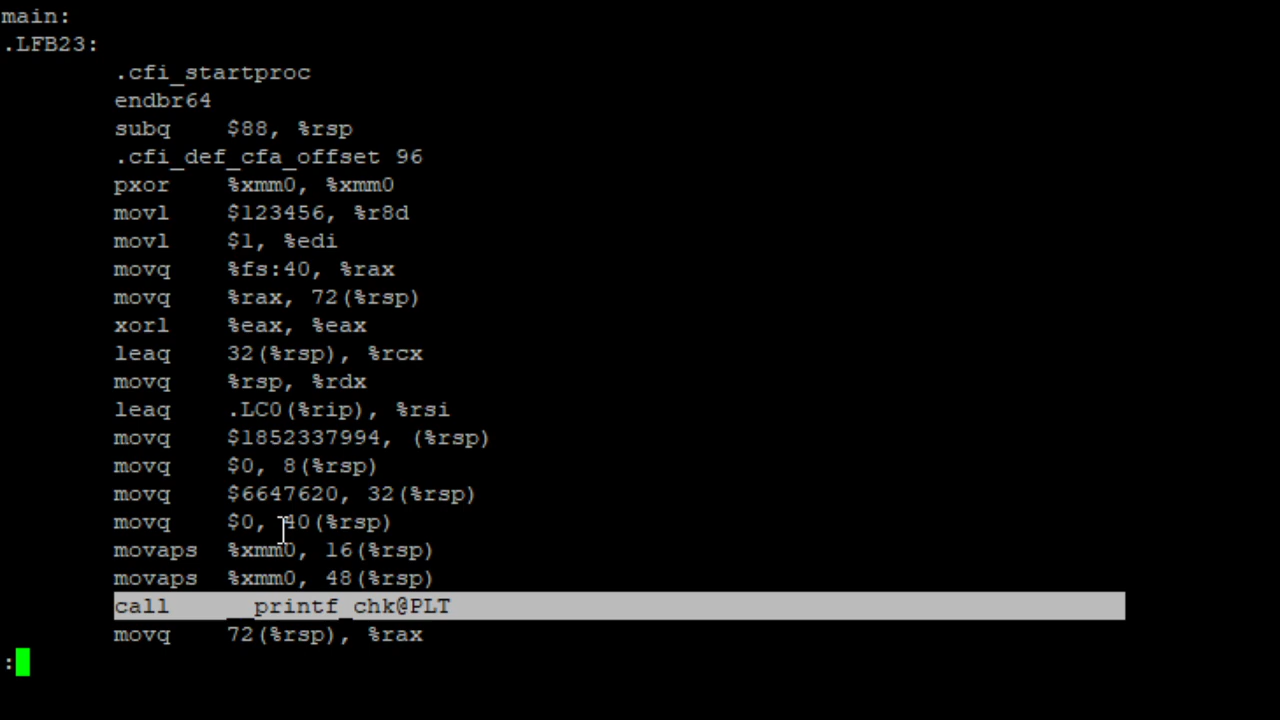 main:
.LFB23:
.cfi_startproc
endbr64
subq $88, %rsp
.cfi_def_cfa_offset 96
pxor %xmm0, %xmm0
movl $123456, %r8d
movl $1, %edi
movq %fs:40, %rax
movq %rax, 72(%rsp)
xorl %eax, %eax
leaq 32(%rsp), %rcx
movq %rsp, %rdx
leaq .LC0(%rip), %rsi
movq $1852337994, (%rsp)
movq $0, 8(%rsp)
movq $6647620, 32(%rsp)
movq $0, 40(%rsp)
movaps %xmm0, 16(%rsp)
movaps %xmm0, 48(%rsp)
call __printf_chk@PLT
movq 72(%rsp), %rax
: